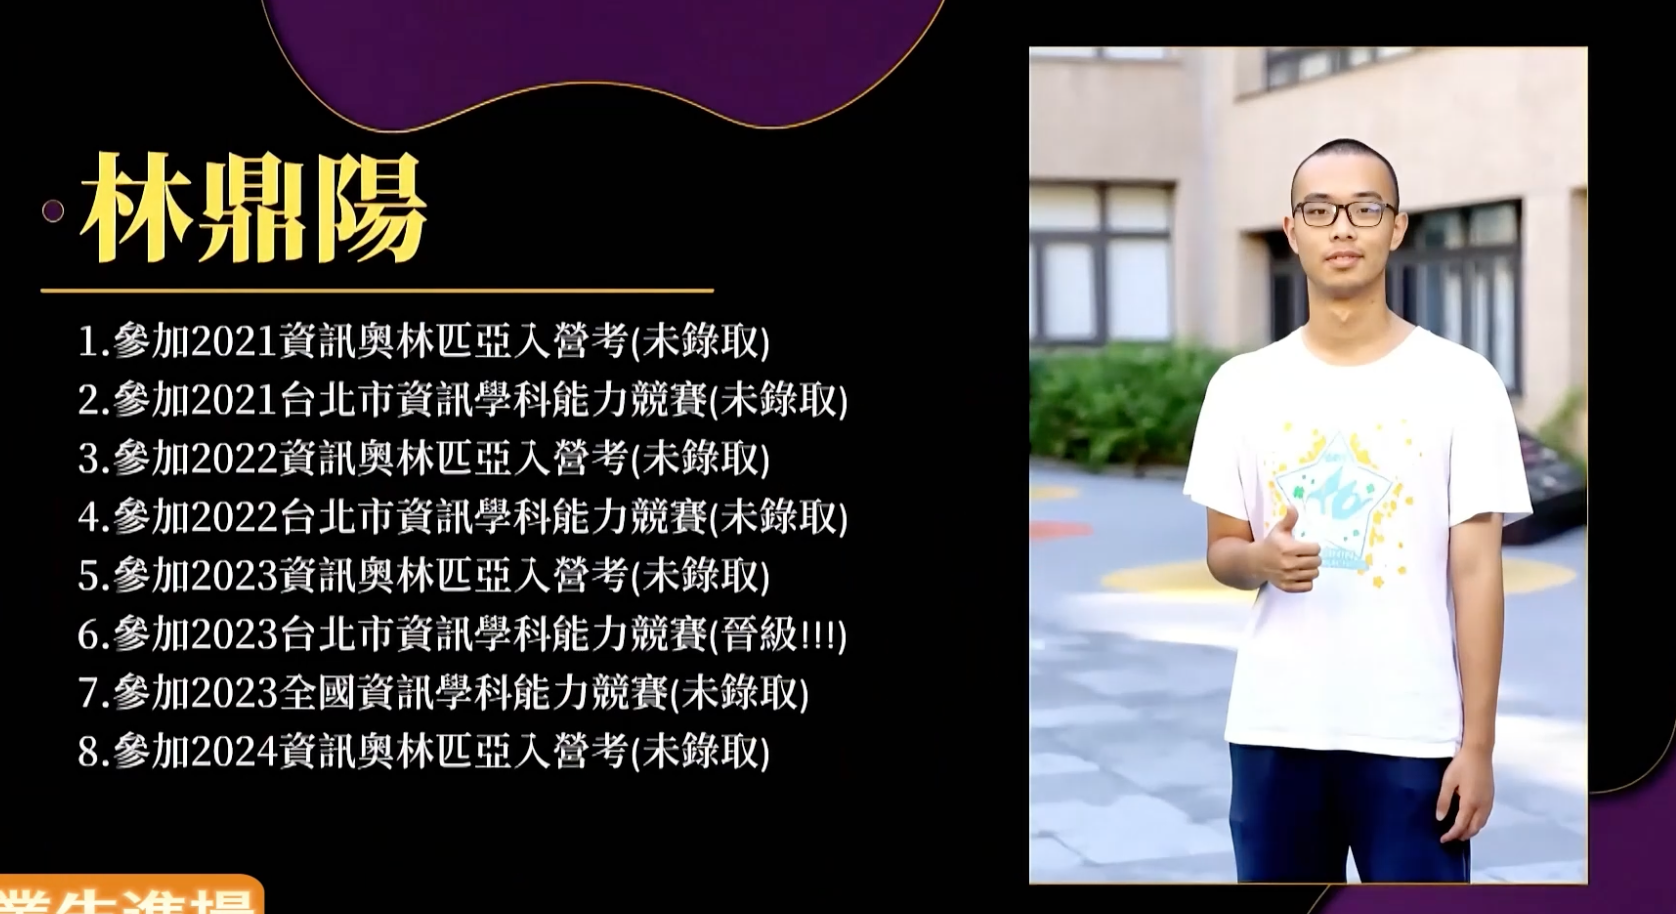 林鼎陽
1.參加2021資訊奧林匹亞入營考(未錄取)
2.參加2021台北市資訊學科能力競賽(未錄取)
3.參加2022資訊奧林匹亞入營考(未錄取)
4.參加2022台北市資訊學科能力競賽(未錄取)
5.參加2023資訊奧林匹亞入營考(未錄取)
6.參加2023台北市資訊學科能力競賽(晉級!!!)
7.參加2023全國資訊學科能力競賽(未錄取)
8.參加2024資訊奧林匹亞入營考(未錄取)
業生進場